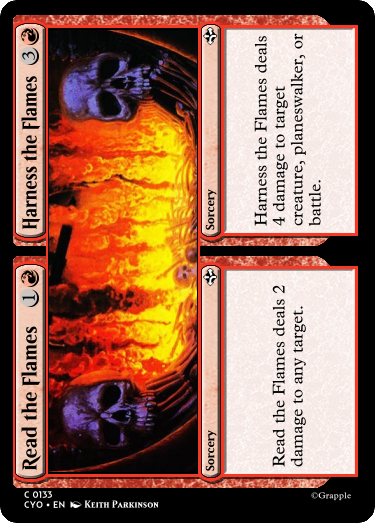 Read the Flames 1
Sorcery
Read the Flames deals 2
damage to any target.
Harness the Flames 3
Sorcery
Harness the Flames deals
4 damage to target
creature, planeswalker, or
battle.
C 0133
CYO • EN KEITH PARKINSON
©Grapple